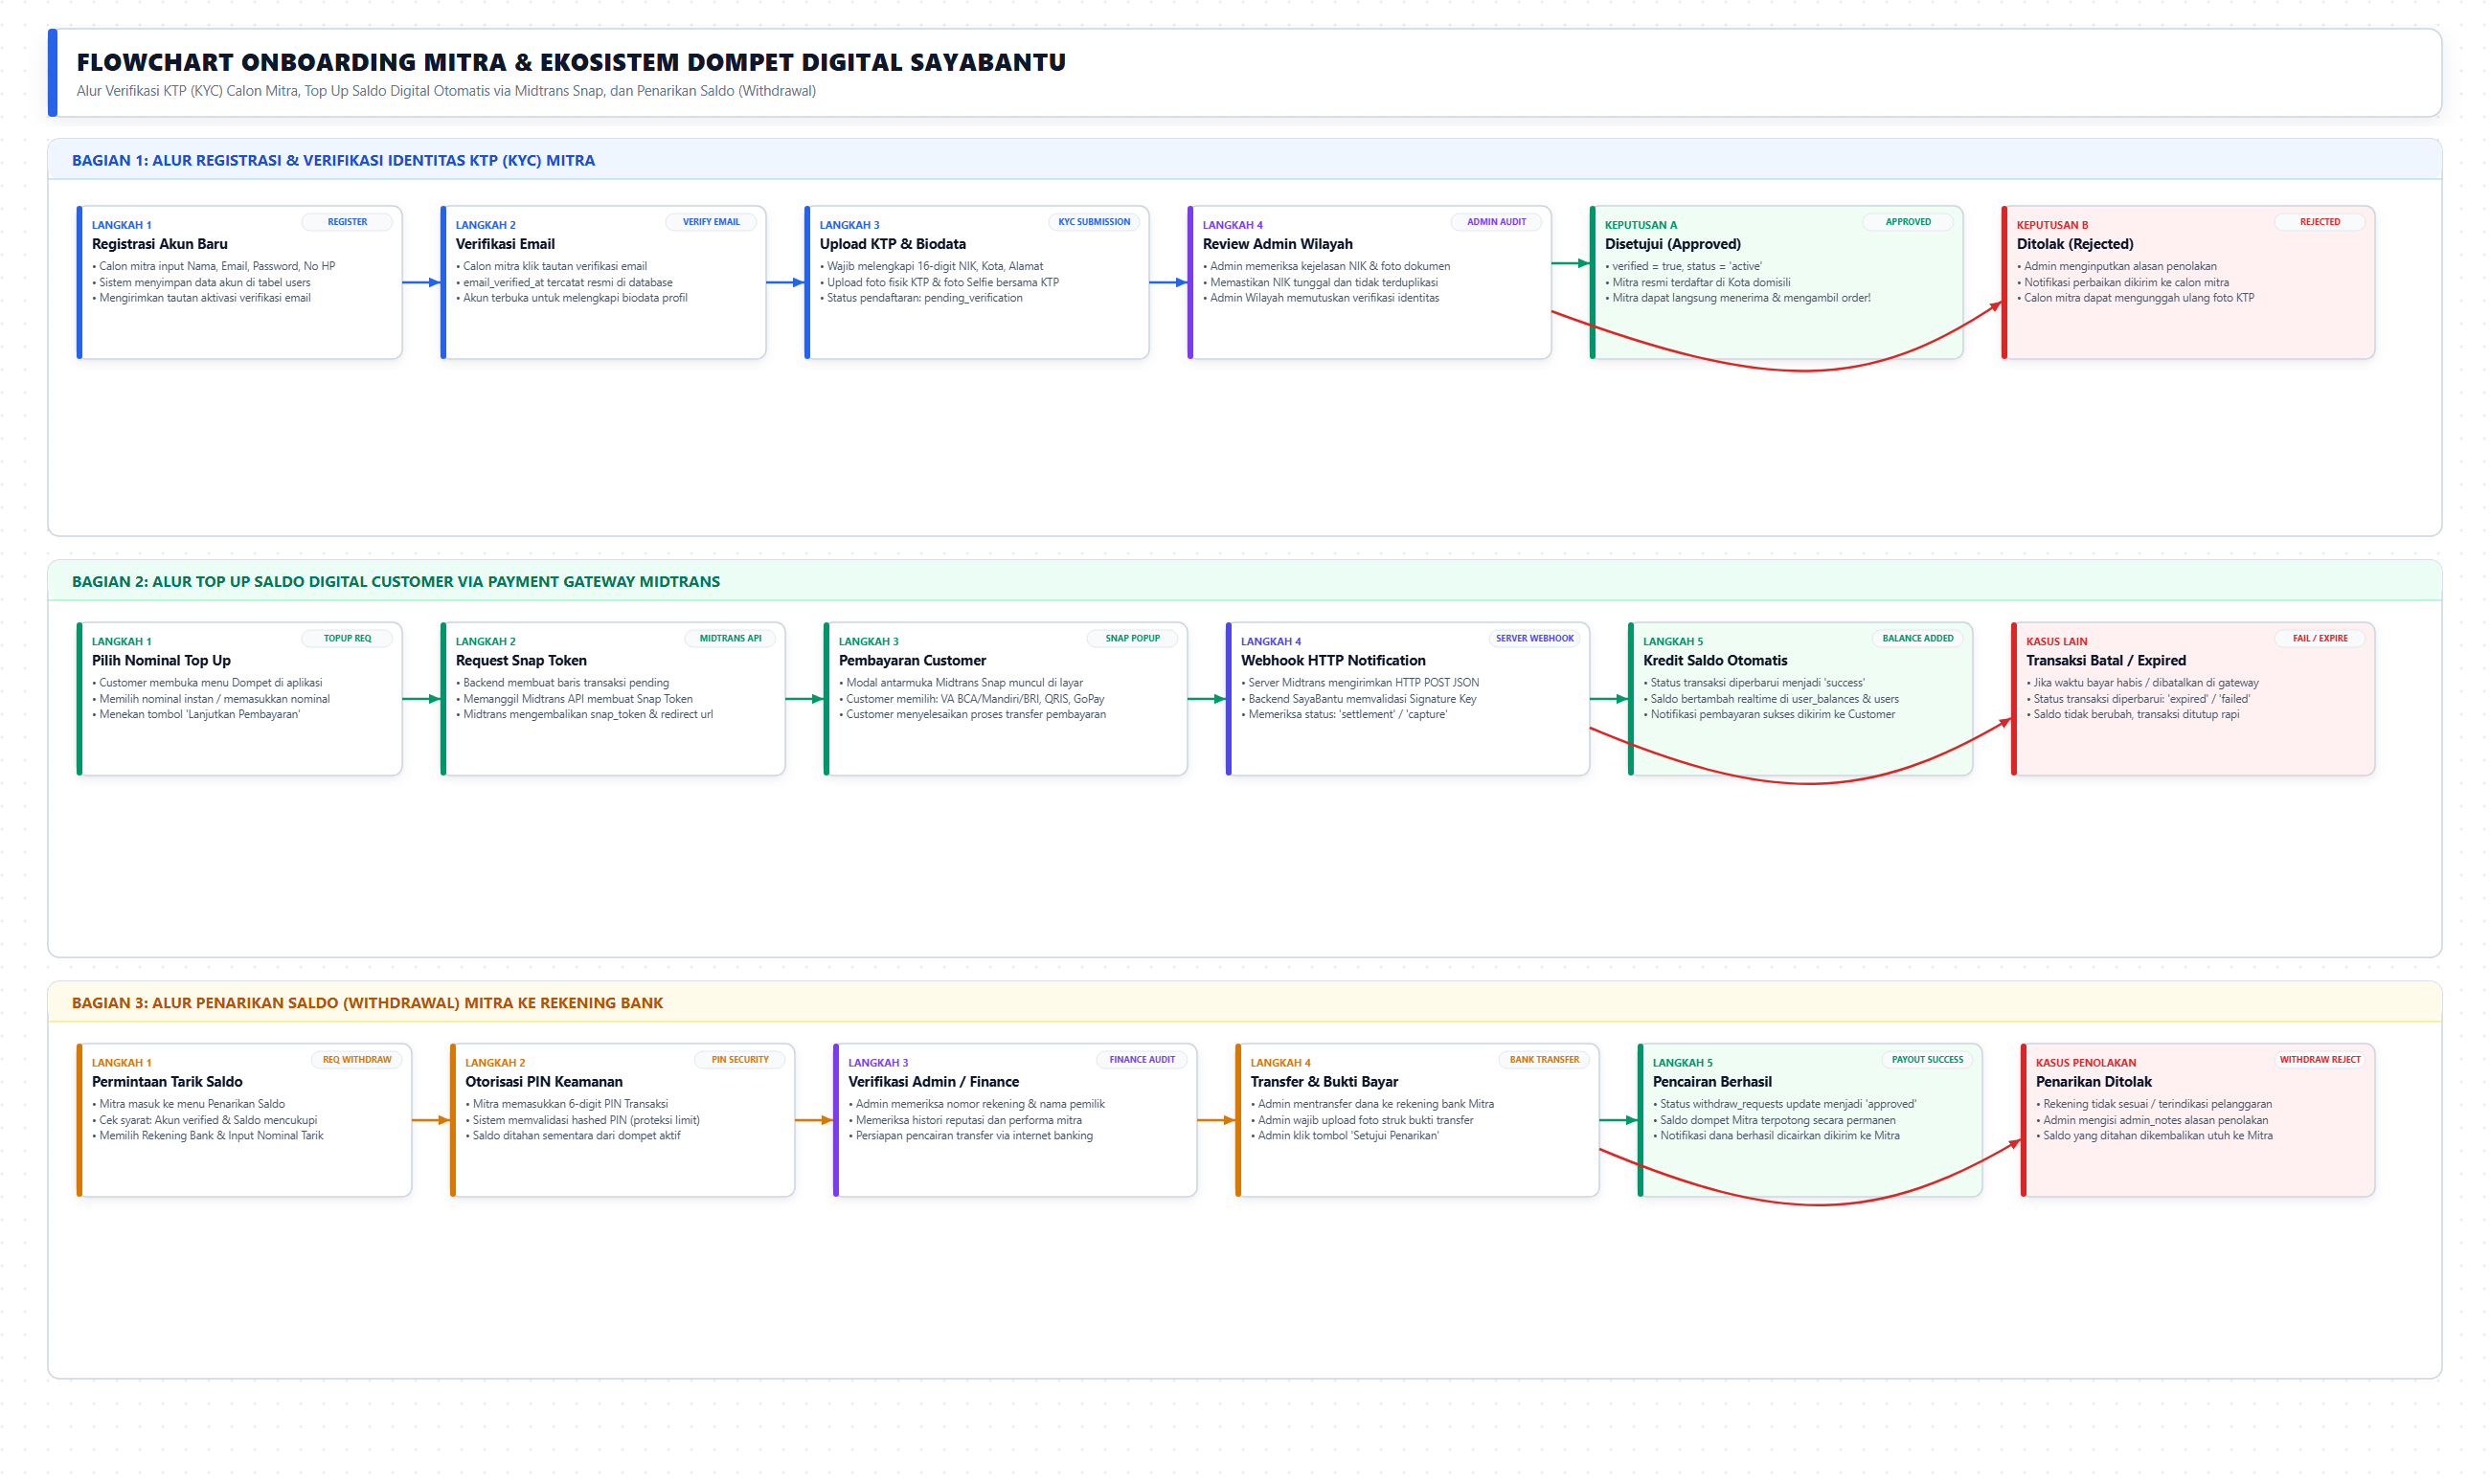 FLOWCHART ONBOARDING MITRA & EKOSISTEM DOMPET DIGITAL SAYABANTU
Alur Verifikasi KTP (KYC) Calon Mitra, Top Up Saldo Digital Otomatis via Midtrans Snap, dan Penarikan Saldo (Withdrawal)
BAGIAN 1: ALUR REGISTRASI & VERIFIKASI IDENTITAS KTP (KYC) MITRA
LANGKAH 1
REGISTER
Registrasi Akun Baru
• Calon mitra input Nama, Email, Password, No HP
• Sistem menyimpan data akun di tabel users
• Mengirimkan tautan aktivasi verifikasi email
LANGKAH 2
VERIFY EMAIL
Verifikasi Email
• Calon mitra klik tautan verifikasi email
• email_verified_at tercatat resmi di database
• Akun terbuka untuk melengkapi biodata profil
LANGKAH 3
KYC SUBMISSION
Upload KTP & Biodata
• Wajib melengkapi 16-digit NIK, Kota, Alamat
• Upload foto fisik KTP & foto Selfie bersama KTP
• Status pendaftaran: pending_verification
LANGKAH 4
ADMIN AUDIT
Review Admin Wilayah
• Admin memeriksa kejelasan NIK & foto dokumen
• Memastikan NIK tunggal dan tidak terduplikasi
• Admin Wilayah memutuskan verifikasi identitas
KEPUTUSAN A
APPROVED
Disetujui (Approved)
• verified = true, status = 'active'
• Mitra resmi terdaftar di Kota domisili
• Mitra dapat langsung menerima & mengambil order!
KEPUTUSAN B
REJECTED
Ditolak (Rejected)
• Admin menginputkan alasan penolakan
• Notifikasi perbaikan dikirim ke calon mitra
• Calon mitra dapat mengunggah ulang foto KTP
BAGIAN 2: ALUR TOP UP SALDO DIGITAL CUSTOMER VIA PAYMENT GATEWAY MIDTRANS
LANGKAH 1
TOPUP REQ
Pilih Nominal Top Up
• Customer membuka menu Dompet di aplikasi
• Memilih nominal instan / memasukkan nominal
• Menekan tombol 'Lanjutkan Pembayaran'
LANGKAH 2
MIDTRANS API
Request Snap Token
• Backend membuat baris transaksi pending
• Memanggil Midtrans API membuat Snap Token
• Midtrans mengembalikan snap_token & redirect url
LANGKAH 3
SNAP POPUP
Pembayaran Customer
• Modal antarmuka Midtrans Snap muncul di layar
• Customer memilih: VA BCA/Mandiri/BRI, QRIS, GoPay
• Customer menyelesaikan proses transfer pembayaran
LANGKAH 4
SERVER WEBHOOK
Webhook HTTP Notification
• Server Midtrans mengirimkan HTTP POST JSON
• Backend SayaBantu memvalidasi Signature Key
• Memeriksa status: 'settlement' / 'capture'
LANGKAH 5
BALANCE ADDED
Kredit Saldo Otomatis
• Status transaksi diperbarui menjadi 'success'
• Saldo bertambah realtime di user_balances & users
• Notifikasi pembayaran sukses dikirim ke Customer
KASUS LAIN
FAIL / EXPIRE
Transaksi Batal / Expired
• Jika waktu bayar habis / dibatalkan di gateway
• Status transaksi diperbarui: 'expired' / 'failed'
• Saldo tidak berubah, transaksi ditutup rapi
BAGIAN 3: ALUR PENARIKAN SALDO (WITHDRAWAL) MITRA KE REKENING BANK
LANGKAH 1
REQ WITHDRAW
Permintaan Tarik Saldo
• Mitra masuk ke menu Penarikan Saldo
• Cek syarat: Akun verified & Saldo mencukupi
• Memilih Rekening Bank & Input Nominal Tarik
LANGKAH 2
PIN SECURITY
Otorisasi PIN Keamanan
• Mitra memasukkan 6-digit PIN Transaksi
• Sistem memvalidasi hashed PIN (proteksi limit)
• Saldo ditahan sementara dari dompet aktif
LANGKAH 3
FINANCE AUDIT
Verifikasi Admin / Finance
• Admin memeriksa nomor rekening & nama pemilik
• Memeriksa histori reputasi dan performa mitra
• Persiapan pencairan transfer via internet banking
LANGKAH 4
BANK TRANSFER
Transfer & Bukti Bayar
• Admin mentransfer dana ke rekening bank Mitra
• Admin wajib upload foto struk bukti transfer
• Admin klik tombol 'Setujui Penarikan'
LANGKAH 5
PAYOUT SUCCESS
Pencairan Berhasil
• Status withdraw_requests update menjadi 'approved'
• Saldo dompet Mitra terpotong secara permanen
• Notifikasi dana berhasil dicairkan dikirim ke Mitra
KASUS PENOLAKAN
WITHDRAW REJECT
Penarikan Ditolak
• Rekening tidak sesuai / terindikasi pelanggaran
• Admin mengisi admin_notes alasan penolakan
• Saldo yang ditahan dikembalikan utuh ke Mitra